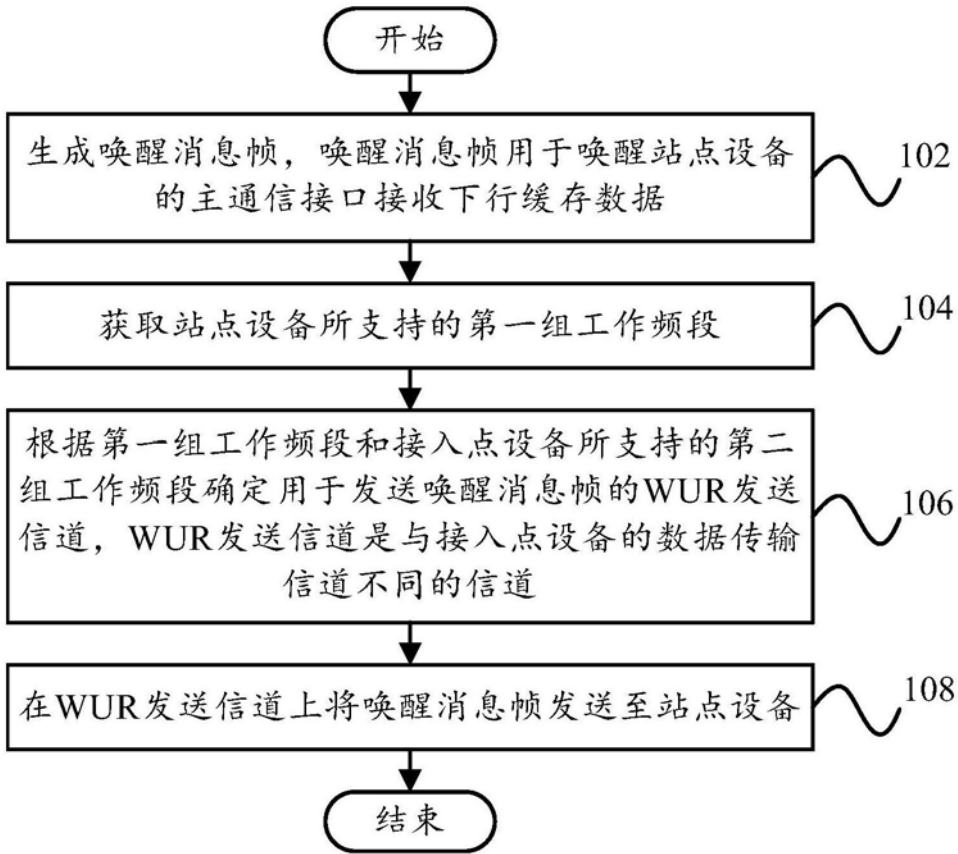 开始
生成唤醒消息帧，唤醒消息帧用于唤醒站点设备
的主通信接口接收下行缓存数据
102
获取站点设备所支持的第一组工作频段
104
根据第一组工作频段和接入点设备所支持的第二
组工作频段确定用于发送唤醒消息帧的WUR发送
信道，WUR发送信道是与接入点设备的数据传输
信道不同的信道
106
在WUR发送信道上将唤醒消息帧发送至站点设备
108
结束